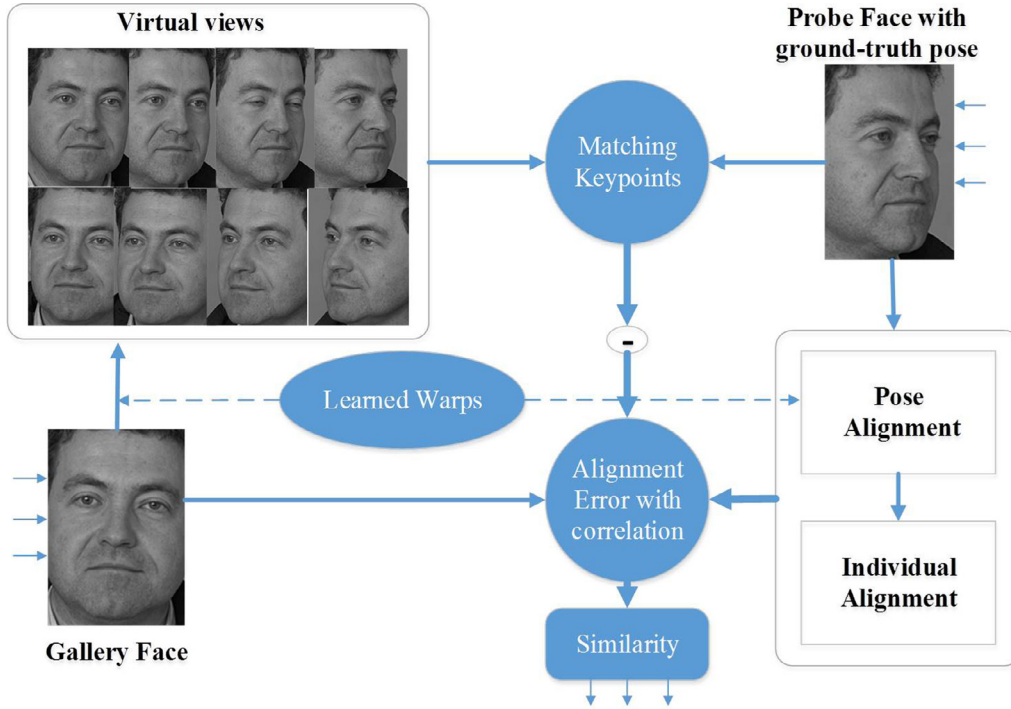 Virtual views
Probe Face with
ground-truth pose
Matching
Keypoints
-
Learned Warps
Pose
Alignment
Alignment
Error with
correlation
Individual
Alignment
Similarity
Gallery Face